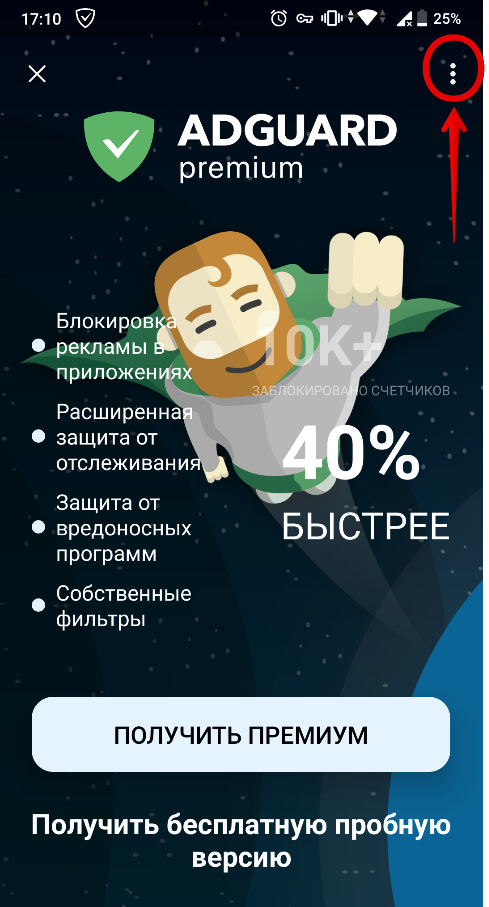 17:10
25%
ADGUARD
premium
Блокировка
рекламы в
приложениях
10K+
ЗАБЛОКИРОВАНО СЧЕТЧИКОВ
Расширенная
защита от
отслеживания
40%
БЫСТРЕЕ
Защита от
вредоносных
программ
Собственные
фильтры
ПОЛУЧИТЬ ПРЕМИУМ
Получить бесплатную пробную
версию